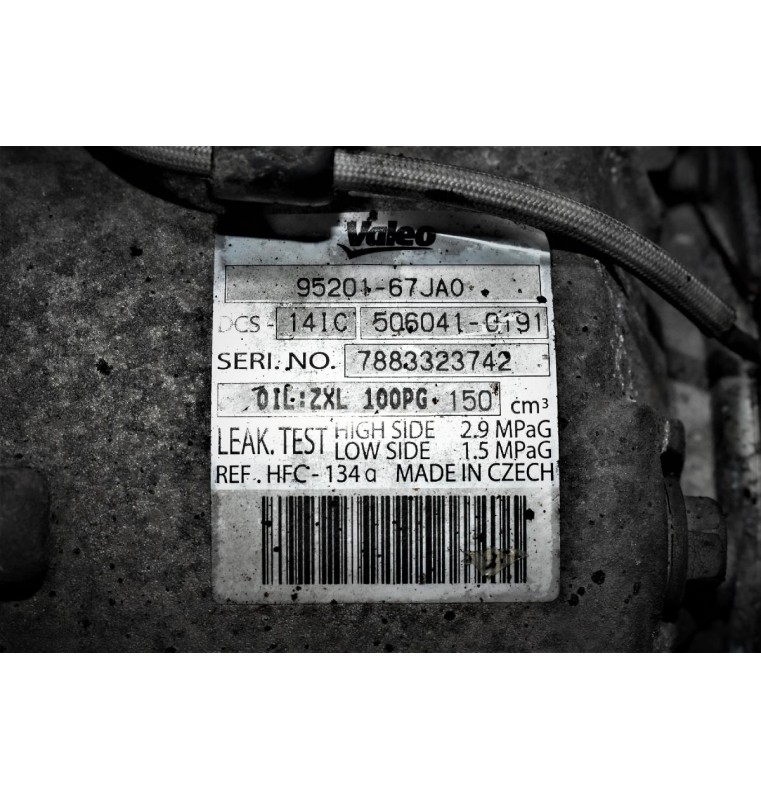 Valeo
95201-67JA0
DCS - 141C 506041-0191
SERI. NO. 7883323742
OIL:ZXL 100PG 150 cm³
LEAK. TEST HIGH SIDE 2.9 MPaG
LOW SIDE 1.5 MPaG
REF. HFC-134a MADE IN CZECH